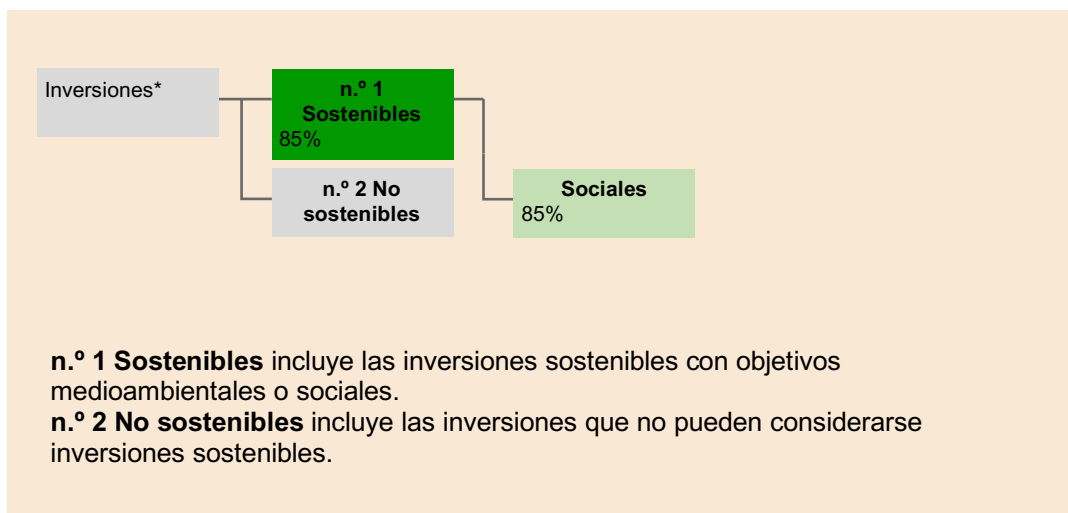 Inversiones*
n.º 1
Sostenibles
85%
n.º 2 No
sostenibles
Sociales
85%
n.º 1 Sostenibles incluye las inversiones sostenibles con objetivos
medioambientales o sociales.
n.º 2 No sostenibles incluye las inversiones que no pueden considerarse
inversiones sostenibles.